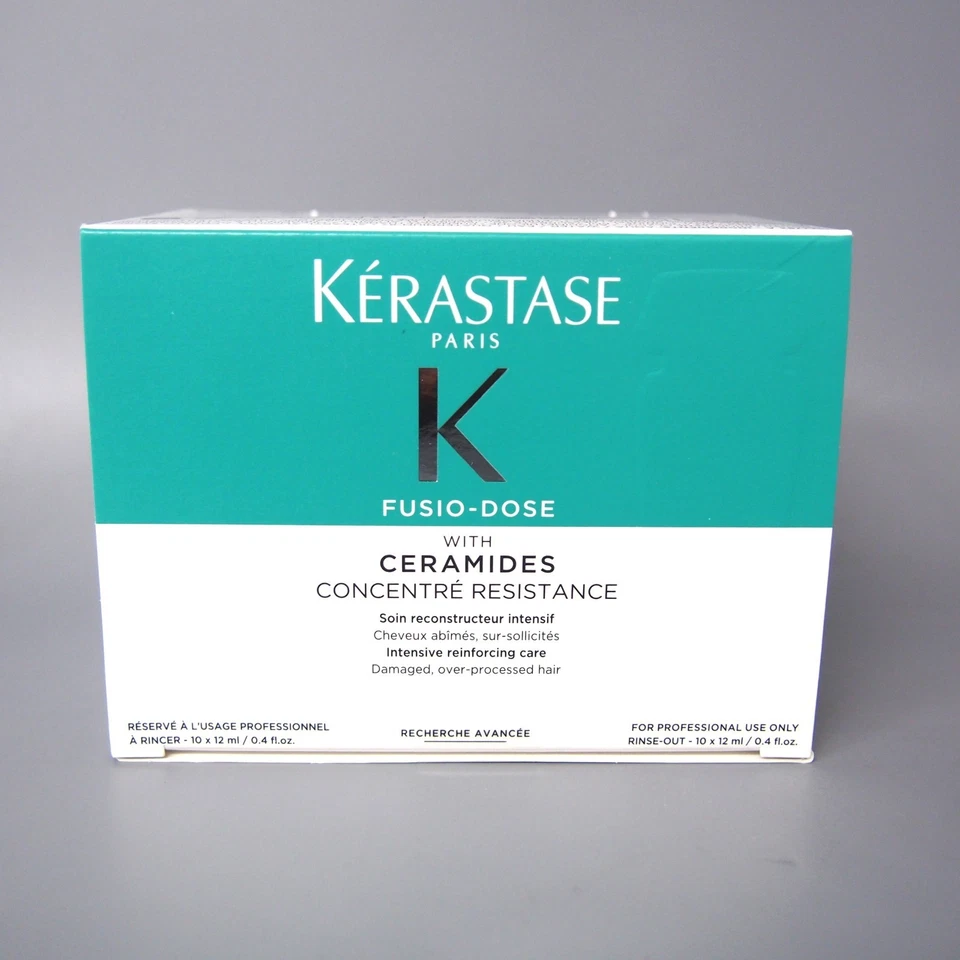 KÉRASTASE
PARIS
K
FUSIO-DOSE
WITH
CERAMIDES
CONCENTRÉ RESISTANCE
Soin reconstructeur intensif
Cheveux abîmés, sur-sollicités
Intensive reinforcing care
Damaged, over-processed hair
RÉSERVÉ À L'USAGE PROFESSIONNEL
À RINCER - 10 x 12 ml / 0.4 fl.oz.
RECHERCHE AVANCÉE
FOR PROFESSIONAL USE ONLY
RINSE-OUT - 10 x 12 ml / 0.4 fl.oz.